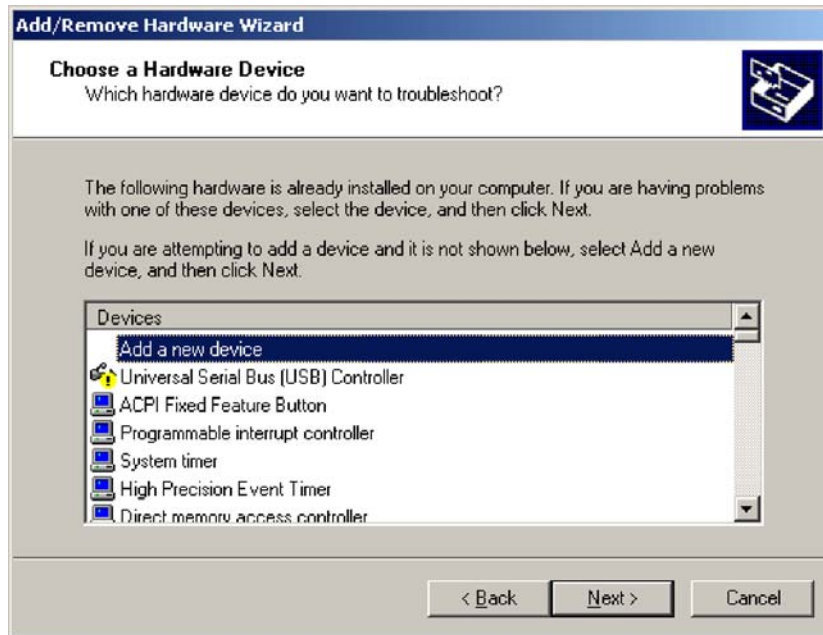 Add/Remove Hardware Wizard
Choose a Hardware Device
Which hardware device do you want to troubleshoot?
The following hardware is already installed on your computer. If you are having problems
with one of these devices, select the device, and then click Next.
If you are attempting to add a device and it is not shown below, select Add a new
device, and then click Next.
Devices
Add a new device
Universal Serial Bus (USB) Controller
ACPI Fixed Feature Button
Programmable interrupt controller
System timer
High Precision Event Timer
Direct memory access controller
< Back
Next >
Cancel